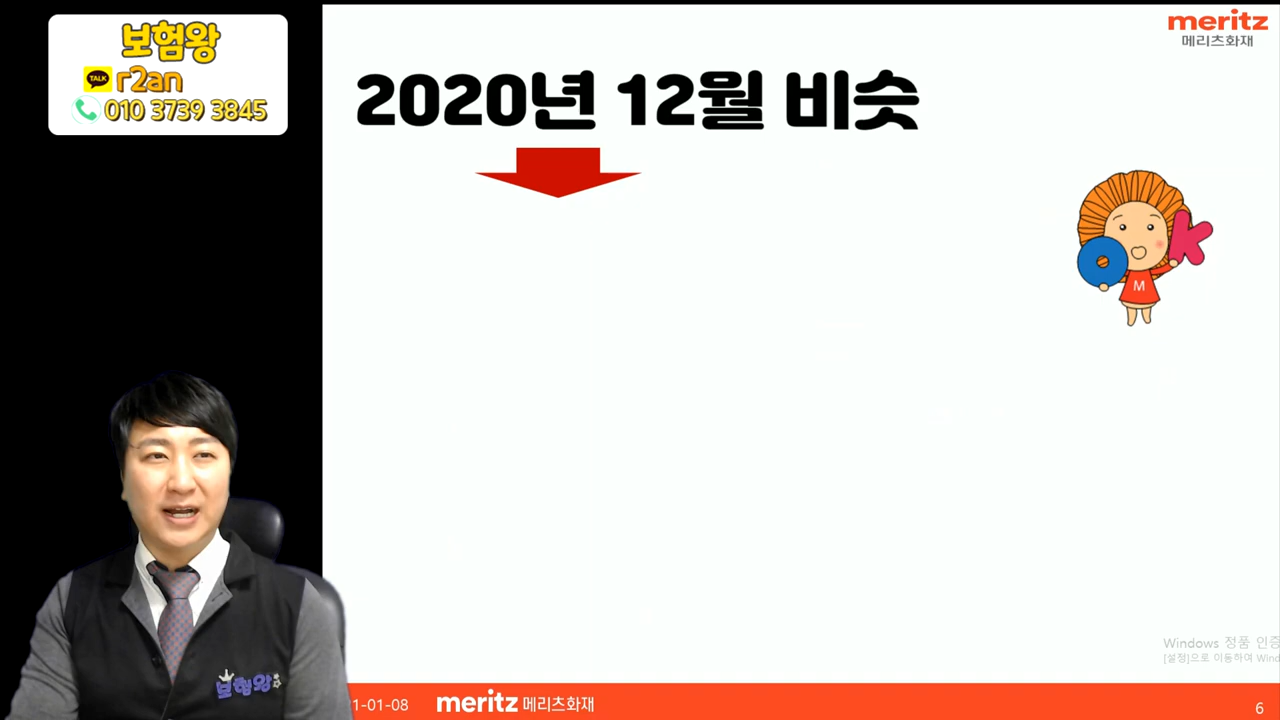 보험왕
TALK
r2an
010 3739 3845
meritz
메리츠화재
2020년 12월 비슷
OK
M
보험왕
Windows 정품 인증
[설정]으로 이동하여 Wind
1-01-08
meritz 메리츠화재
6